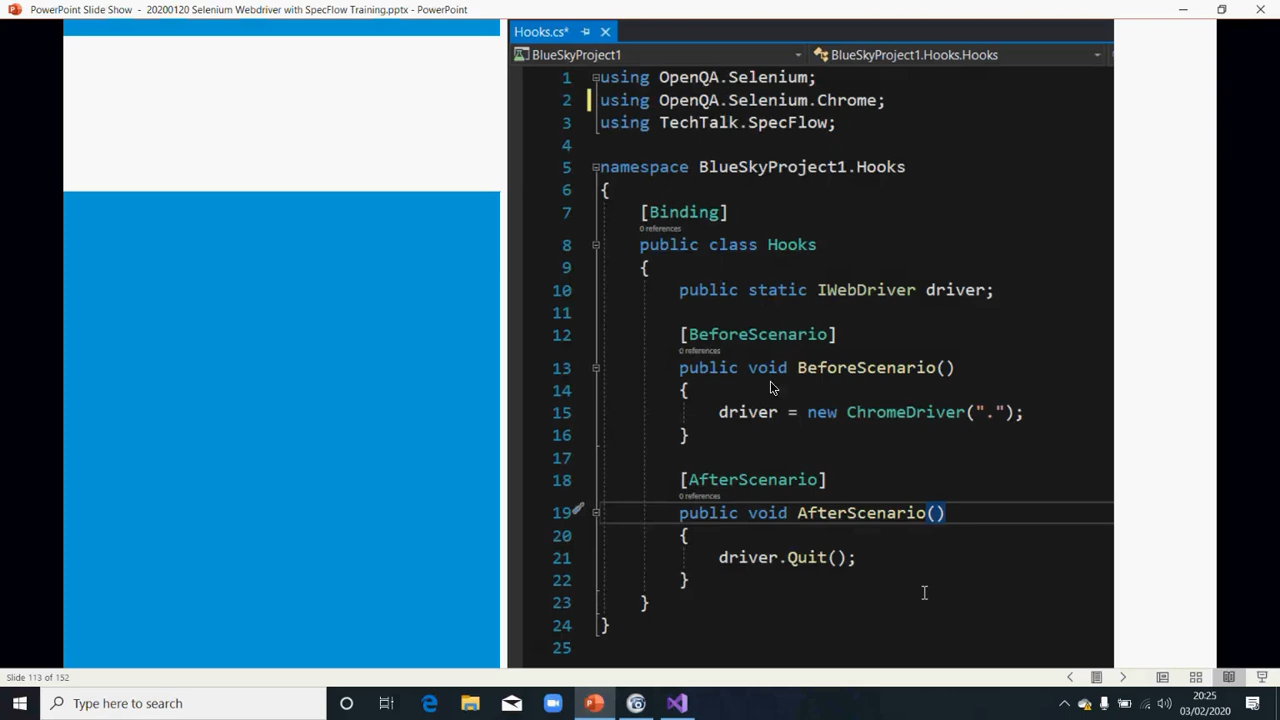 PowerPoint Slide Show - 20200120 Selenium Webdriver with SpecFlow Training.pptx - PowerPoint
Hooks.cs*
BlueSkyProject1 BlueSkyProject1.Hooks.Hooks
1 using OpenQA.Selenium;
2 using OpenQA.Selenium.Chrome;
3 using TechTalk.SpecFlow;
4
5 namespace BlueSkyProject1.Hooks
6 {
7 [Binding]
0 references
8 public class Hooks
9 {
10 public static IWebDriver driver;
11
12 [BeforeScenario]
0 references
13 public void BeforeScenario()
14 {
15 driver = new ChromeDriver(".");
16 }
17
18 [AfterScenario]
0 references
19 public void AfterScenario()
20 {
21 driver.Quit();
22 }
23 }
24 }
25
Slide 113 of 152
Type here to search
20:25
03/02/2020